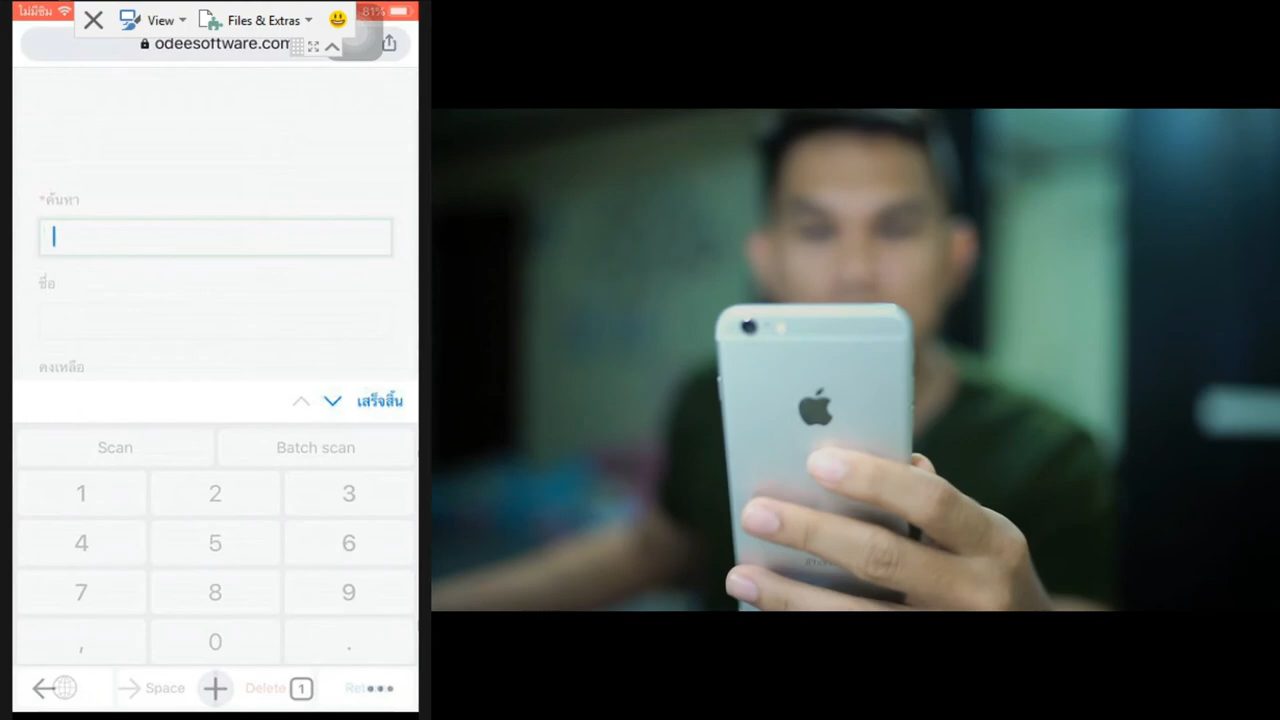 ไม่มีซิม 81%
View Files & Extras
odeesoftware.com
*ค้นหา
ชื่อ
คงเหลือ
เสร็จสิ้น
Scan Batch scan
1 2 3
4 5 6
7 8 9
, 0 .
Space Delete 1